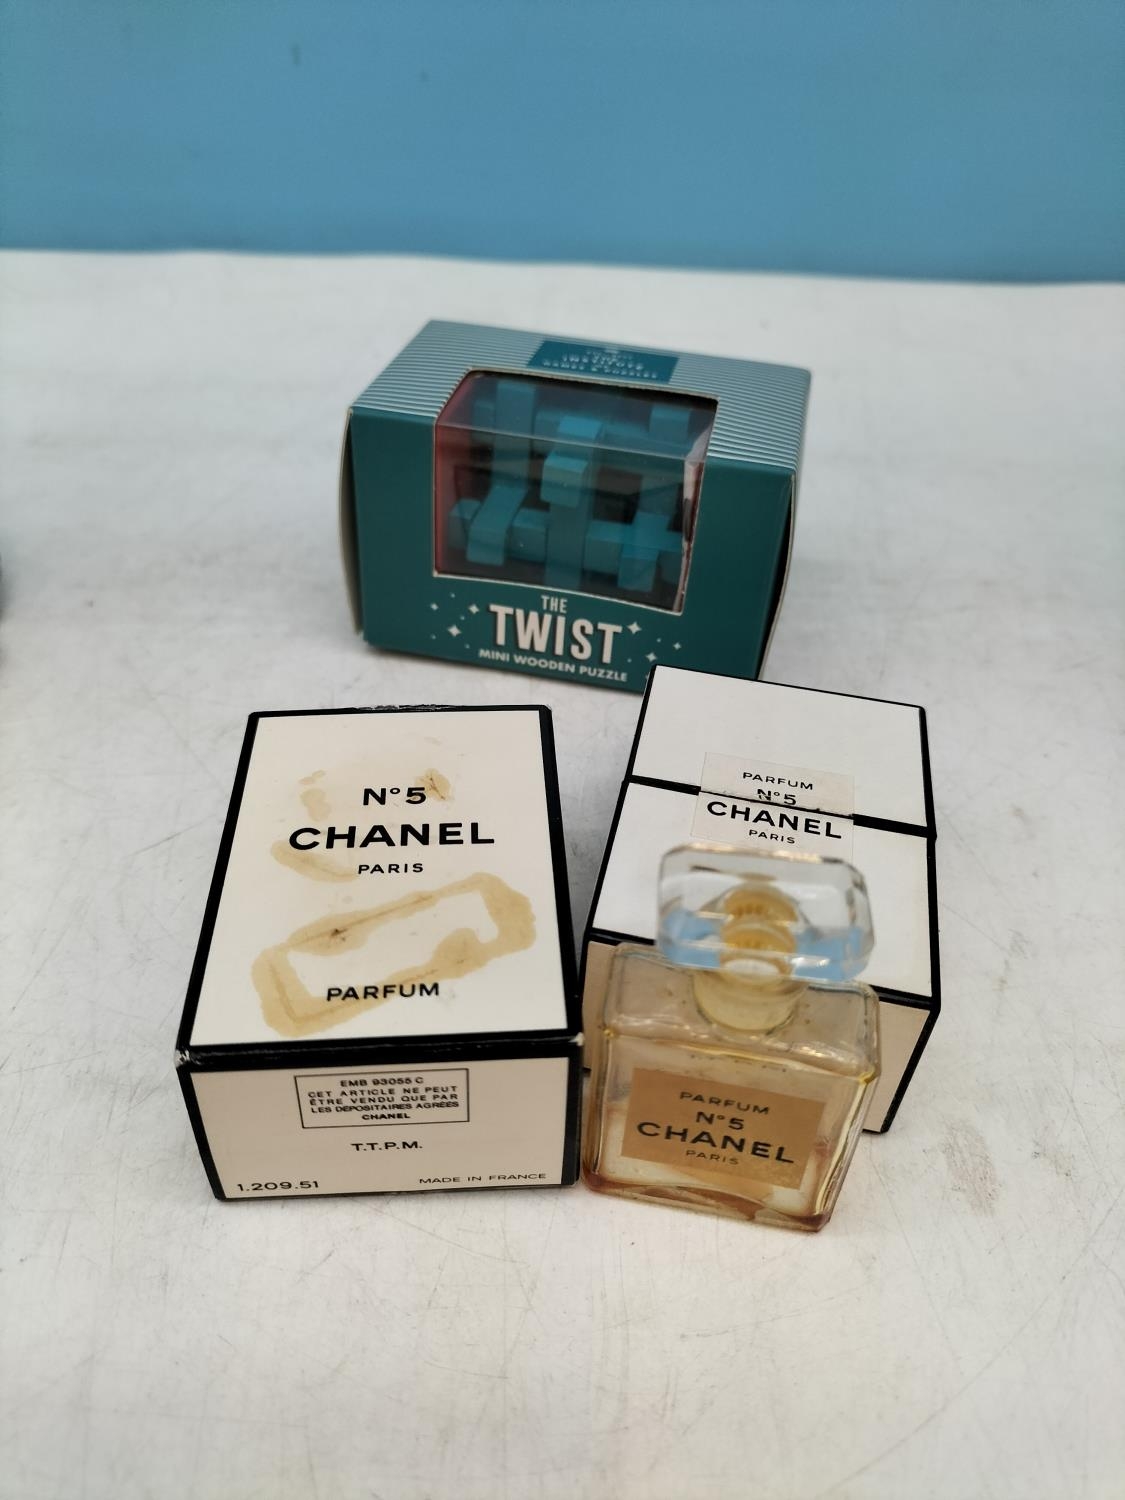 THE
TWIST
MINI WOODEN PUZZLE
N°5
CHANEL
PARIS
PARFUM
EMB 93055 C
CET ARTICLE NE PEUT
ÊTRE VENDU QUE PAR
LES DÉPOSITAIRES AGRÉÉS
CHANEL
T.T.P.M.
1.209.51
MADE IN FRANCE
PARFUM
N°5
CHANEL
PARIS
PARFUM
N°5
CHANEL
PARIS